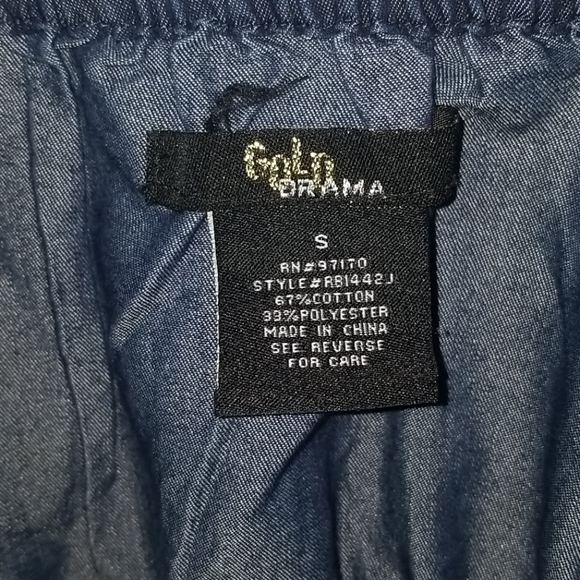 GOLD
DRAMA
S
RN#97170
STYLE#RB1442J
67%COTTON
33%POLYESTER
MADE IN CHINA
SEE REVERSE
FOR CARE